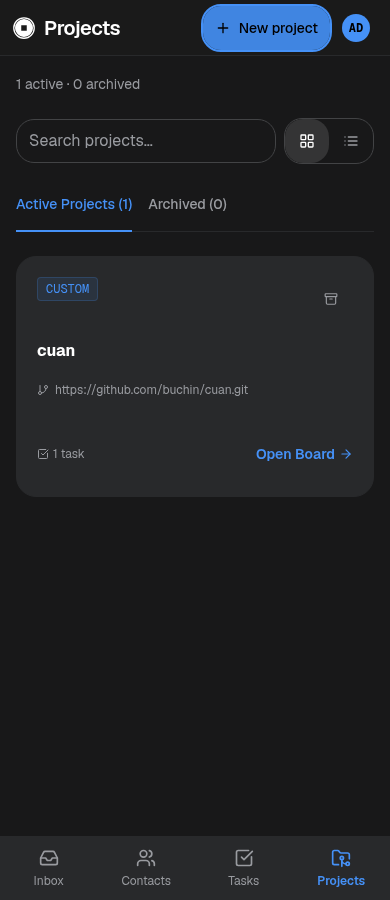 Projects
New project
AD
1 active · 0 archived
Search projects...
Active Projects (1)
Archived (0)
CUSTOM
cuan
https://github.com/buchin/cuan.git
1 task
Open Board
Inbox
Contacts
Tasks
Projects